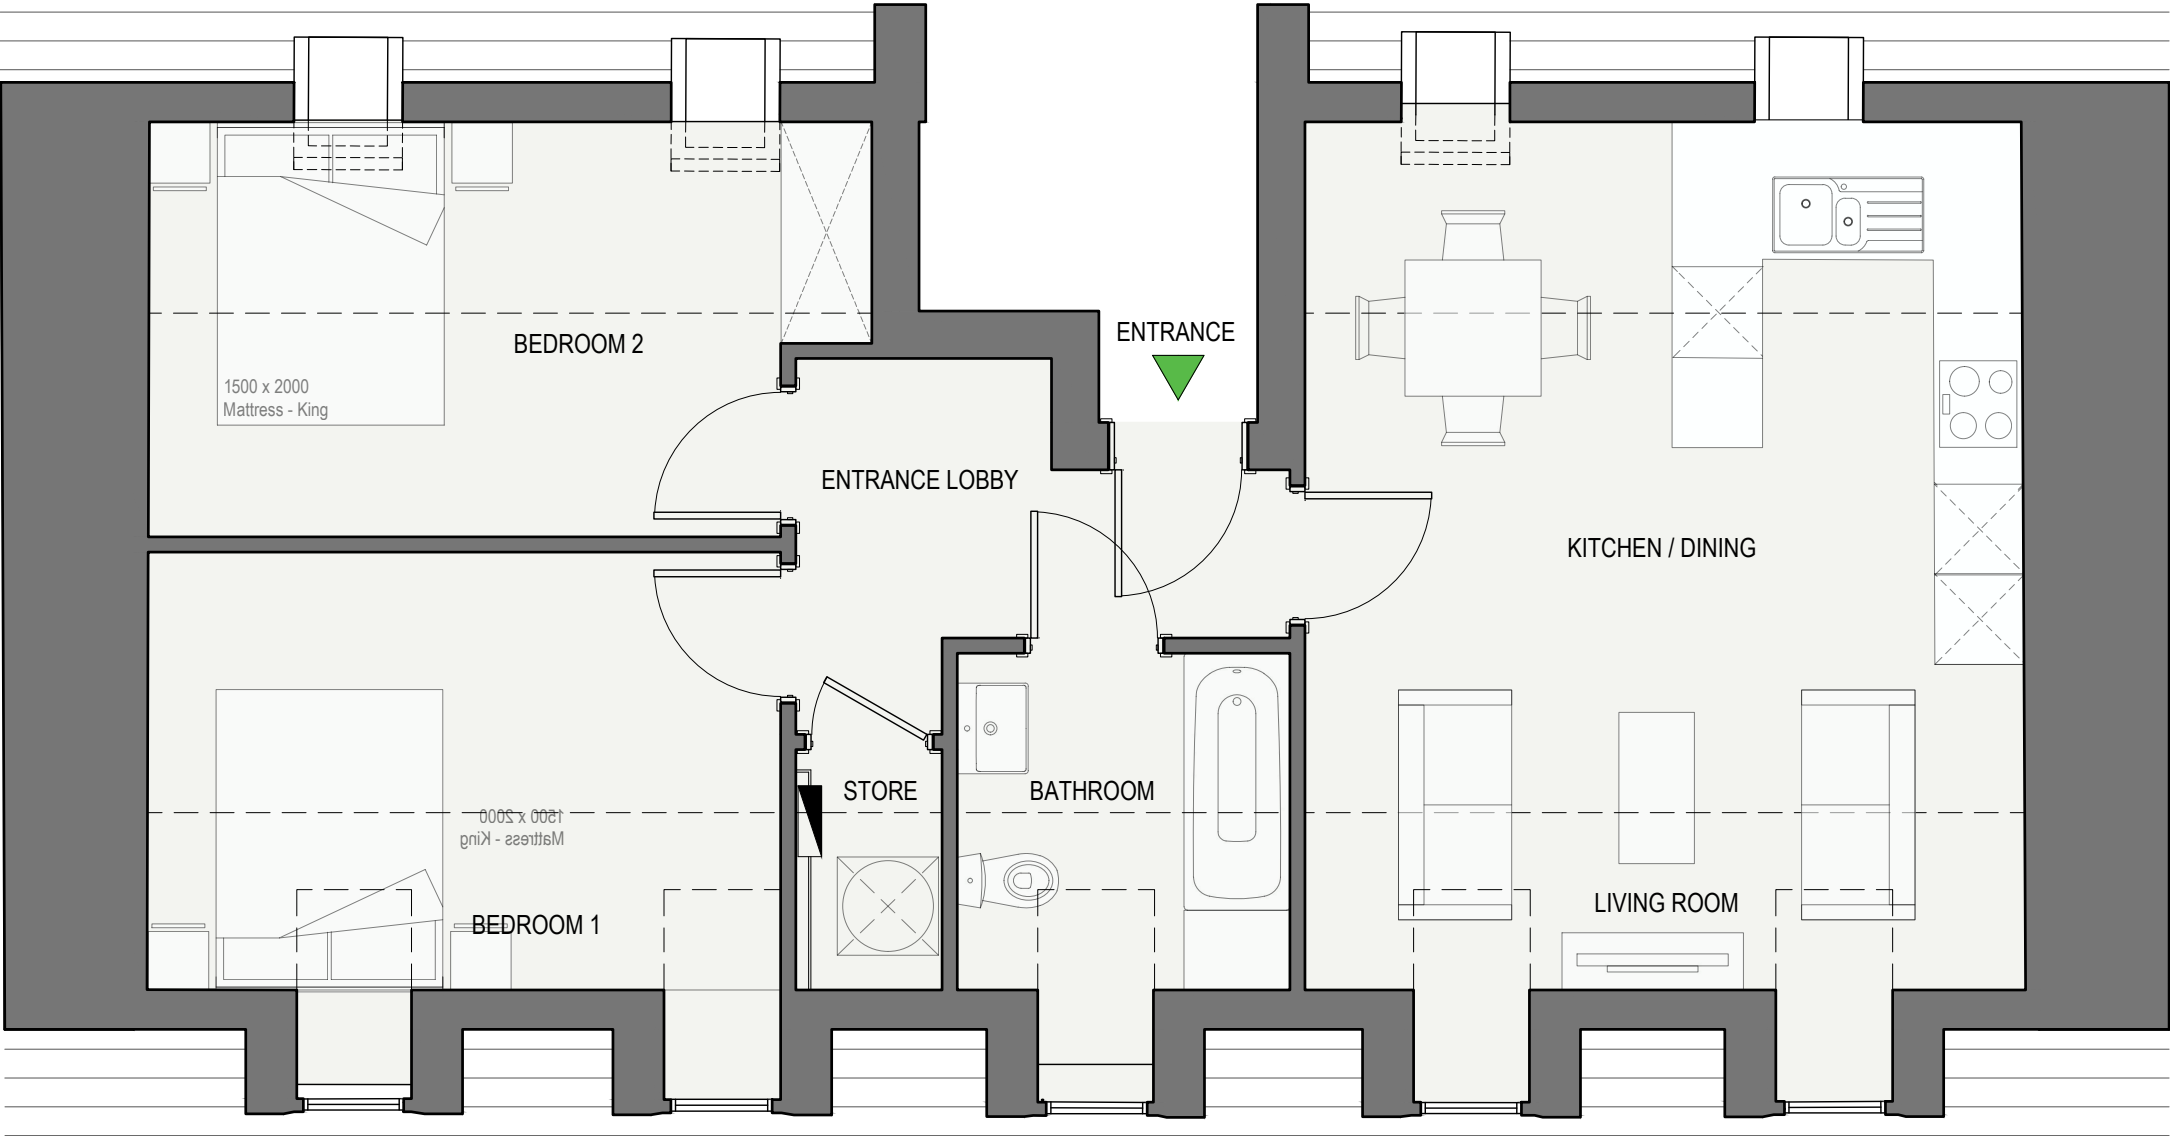 ENTRANCE
BEDROOM 2
1500 x 2000
Mattress - King
ENTRANCE LOBBY
KITCHEN / DINING
STORE
BATHROOM
1500 x 2000
Mattress - King
LIVING ROOM
BEDROOM 1